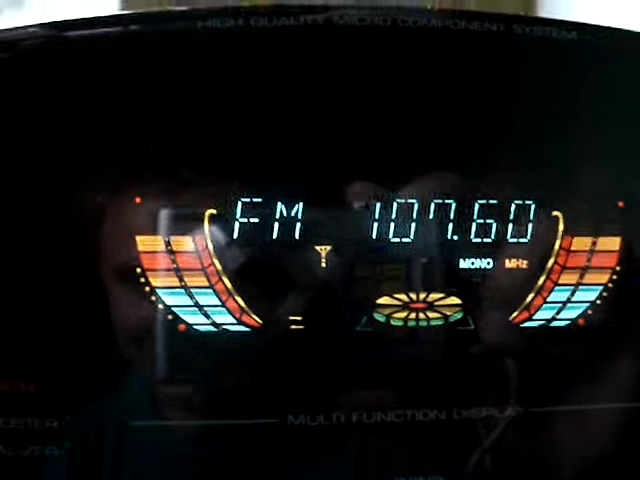 HIGH QUALITY MICRO COMPONENT SYSTEM
FM 107.60
MONO MHz
MULTI FUNCTION DISPLAY